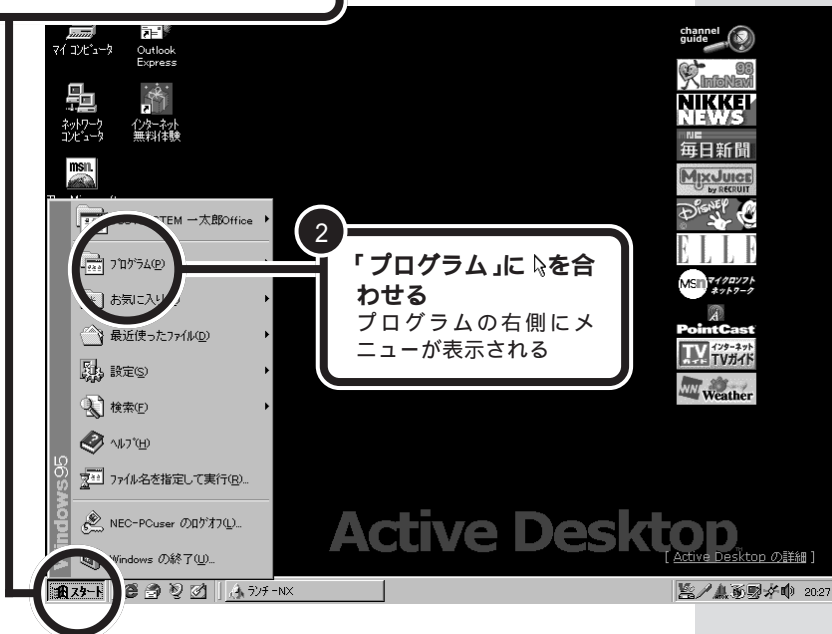 マイ コンピュータ
Outlook
Express
ネットワーク
コンピュータ
インターネット
無料体験
msn.
channel
guide
98
InfoNavi
NIKKEI
NEWS
毎日新聞
MixJuice
by RECRUIT
Disney
ELLE
msn マイクロソフト
ネットワーク
PointCast
TV インターネット
TVガイド
WNI Weather
TEM 一太郎Office
プログラム(P)
お気に入り
最近使ったファイル(D)
設定(S)
検索(F)
ヘルプ(H)
ファイル名を指定して実行(R)...
NEC-PCuser のログオフ(L)...
Windows の終了(U)...
Windows95
2
「プログラム」に を合
わせる
プログラムの右側にメ
ニューが表示される
Active Desktop
[ Active Desktop の詳細 ]
スタート
ランチ-NX
20:27